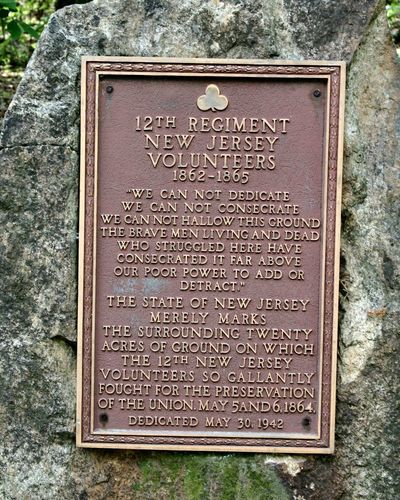 12TH REGIMENT
NEW JERSEY
VOLUNTEERS
1862-1865
"WE CAN NOT DEDICATE
WE CAN NOT CONSECRATE
WE CAN NOT HALLOW THIS GROUND
THE BRAVE MEN LIVING AND DEAD
WHO STRUGGLED HERE HAVE
CONSECRATED IT FAR ABOVE
OUR POOR POWER TO ADD OR
DETRACT."
THE STATE OF NEW JERSEY
MERELY MARKS
THE SURROUNDING TWENTY
ACRES OF GROUND ON WHICH
THE 12TH NEW JERSEY
VOLUNTEERS SO GALLANTLY
FOUGHT FOR THE PRESERVATION
OF THE UNION. MAY 5 AND 6, 1864.
DEDICATED MAY 30, 1942